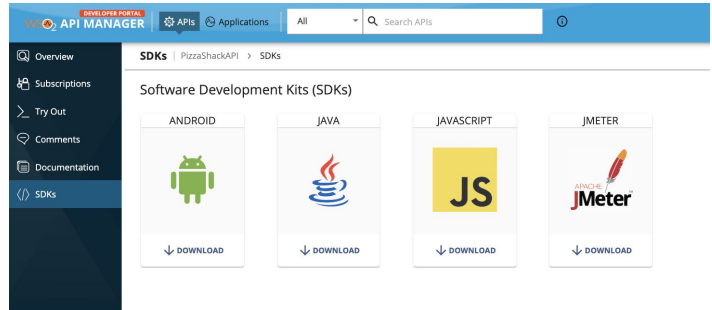 DEVELOPER PORTAL
WSO2 API MANAGER
APIs
Applications
All
Search APIs
Overview
Subscriptions
Try Out
Comments
Documentation
SDKs
SDKs | PizzaShackAPI > SDKs
Software Development Kits (SDKs)
ANDROID
JAVA
JAVASCRIPT
JMETER
Java
JS
APACHE
JMeter
DOWNLOAD
DOWNLOAD
DOWNLOAD
DOWNLOAD